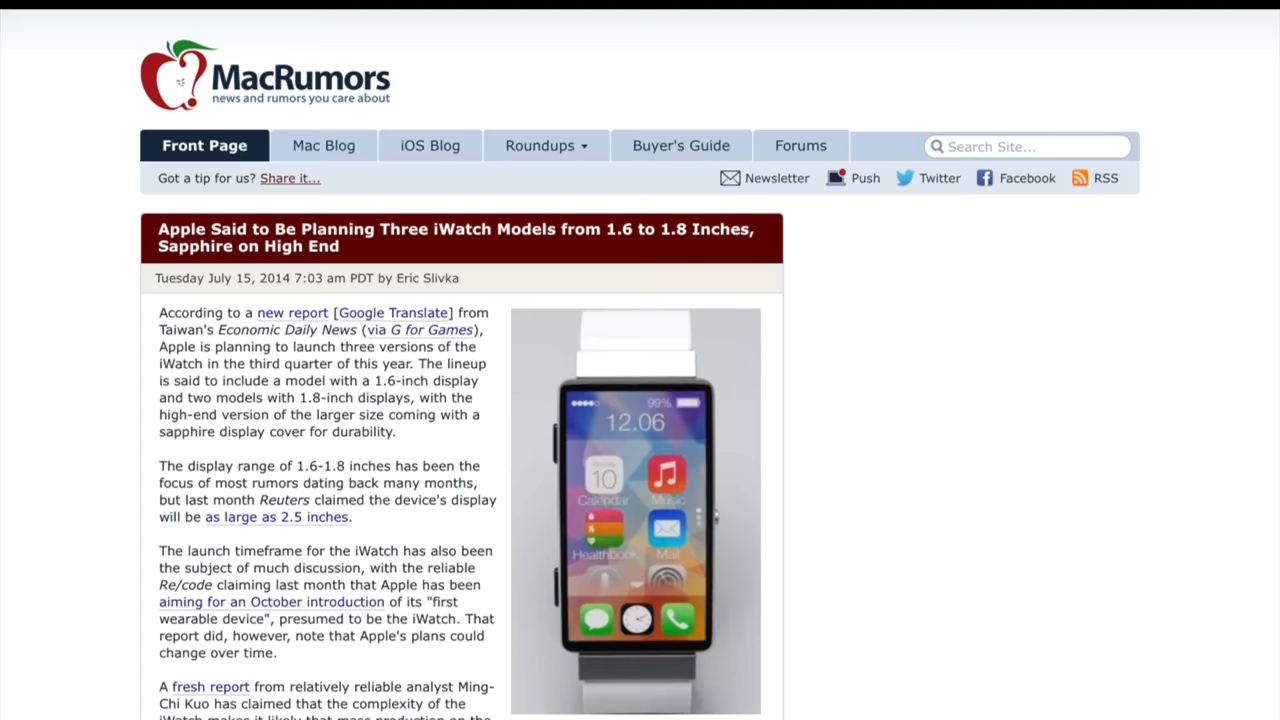 MacRumors
news and rumors you care about
Front Page Mac Blog iOS Blog Roundups Buyer's Guide Forums Search Site...
Got a tip for us? Share it... Newsletter Push Twitter Facebook RSS
Apple Said to Be Planning Three iWatch Models from 1.6 to 1.8 Inches,
Sapphire on High End
Tuesday July 15, 2014 7:03 am PDT by Eric Slivka
According to a new report [Google Translate] from
Taiwan's Economic Daily News (via G for Games),
Apple is planning to launch three versions of the
iWatch in the third quarter of this year. The lineup
is said to include a model with a 1.6-inch display
and two models with 1.8-inch displays, with the
high-end version of the larger size coming with a
sapphire display cover for durability.
The display range of 1.6-1.8 inches has been the
focus of most rumors dating back many months,
but last month Reuters claimed the device's display
will be as large as 2.5 inches.
The launch timeframe for the iWatch has also been
the subject of much discussion, with the reliable
Re/code claiming last month that Apple has been
aiming for an October introduction of its "first
wearable device", presumed to be the iWatch. That
report did, however, note that Apple's plans could
change over time.
A fresh report from relatively reliable analyst Ming-
Chi Kuo has claimed that the complexity of the
iWatch makes it likely that mass production on the
99%
12.06
10
Calendar Music
Healthbook Mail